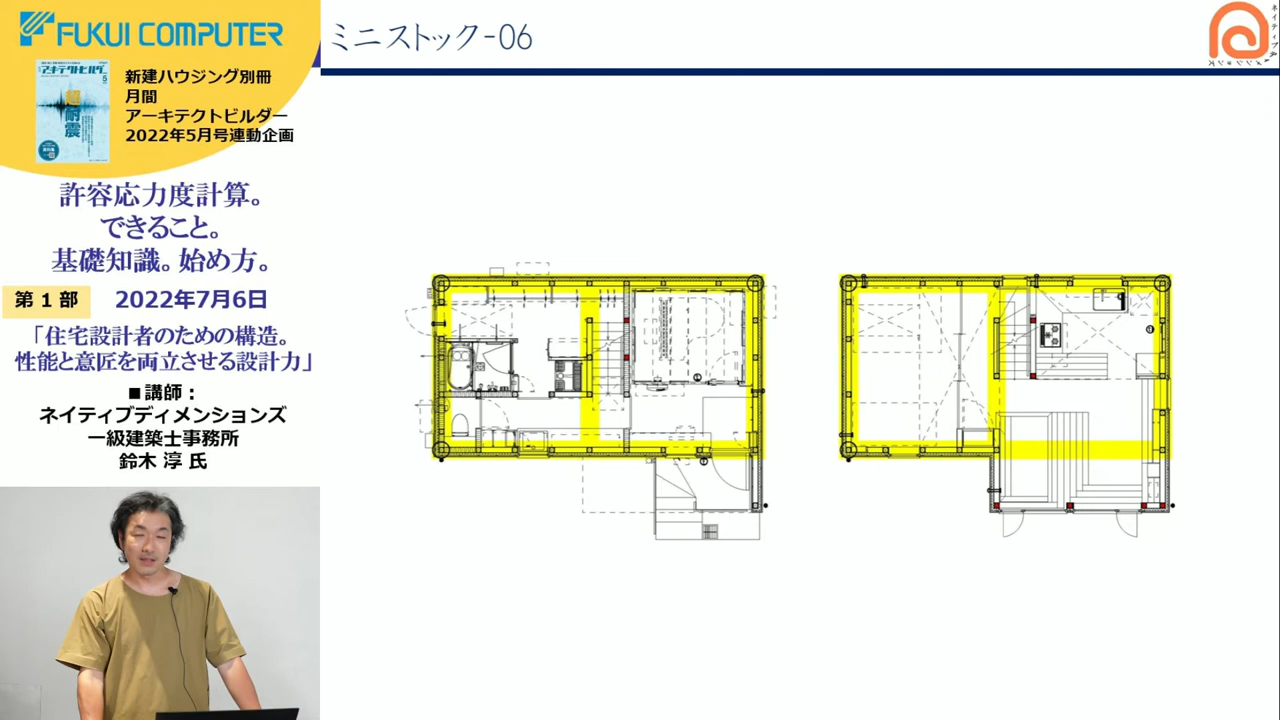 FUKUI COMPUTER
アーキテクトビルダー
5
超
耐震
新建ハウジング別冊
月間
アーキテクトビルダー
2022年5月号連動企画
許容応力度計算。
できること。
基礎知識。始め方。
第1部
2022年7月6日
「住宅設計者のための構造。
性能と意匠を両立させる設計力」
■講師：
ネイティブディメンションズ
一級建築士事務所
鈴木 淳 氏
ミニストック-06